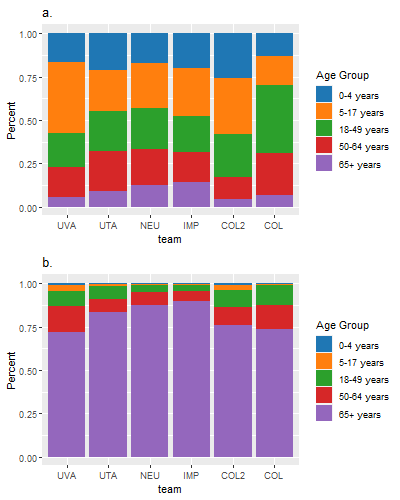 a.
Percent
1.00
0.75
0.50
0.25
0.00
UVA UTA NEU IMP COL2 COL
team
Age Group
0-4 years
5-17 years
18-49 years
50-64 years
65+ years
b.
Percent
1.00
0.75
0.50
0.25
0.00
UVA UTA NEU IMP COL2 COL
team
Age Group
0-4 years
5-17 years
18-49 years
50-64 years
65+ years